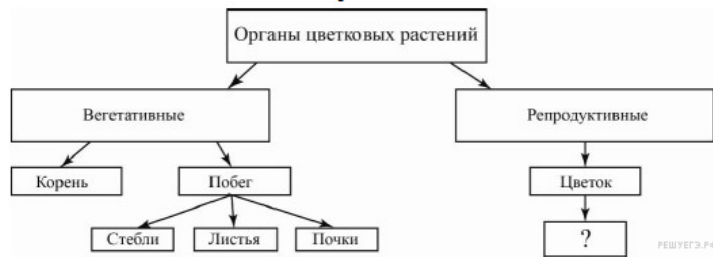 Органы цветковых растений
Вегетативные
Репродуктивные
Корень
Побег
Цветок
Стебли
Листья
Почки
?
РЕШУЕГЭ.РФ